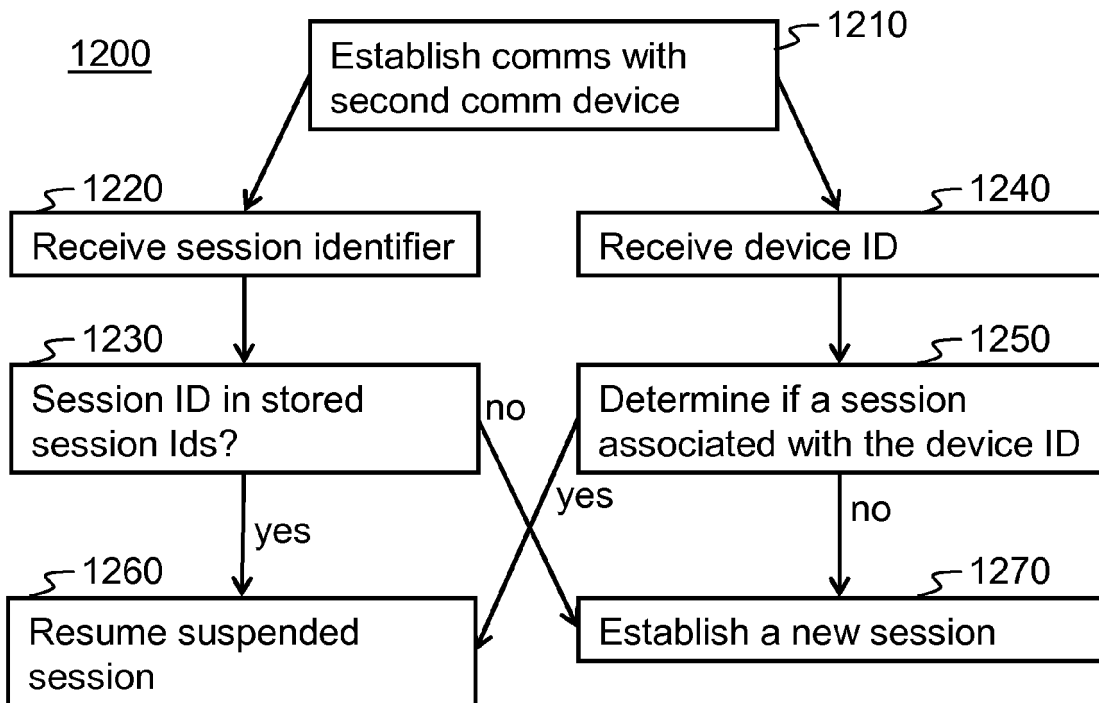 1200
1210
Establish comms with
second comm device
1220
1240
Receive session identifier
Receive device ID
1230
1250
Session ID in stored
session Ids?
no
Determine if a session
associated with the device ID
yes
yes
no
1260
1270
Resume suspended
session
Establish a new session